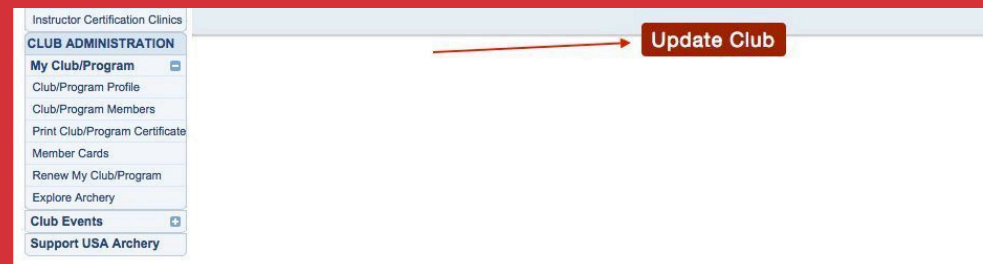 Instructor Certification Clinics
CLUB ADMINISTRATION
My Club/Program
Club/Program Profile
Club/Program Members
Print Club/Program Certificate
Member Cards
Renew My Club/Program
Explore Archery
Club Events
Support USA Archery
Update Club